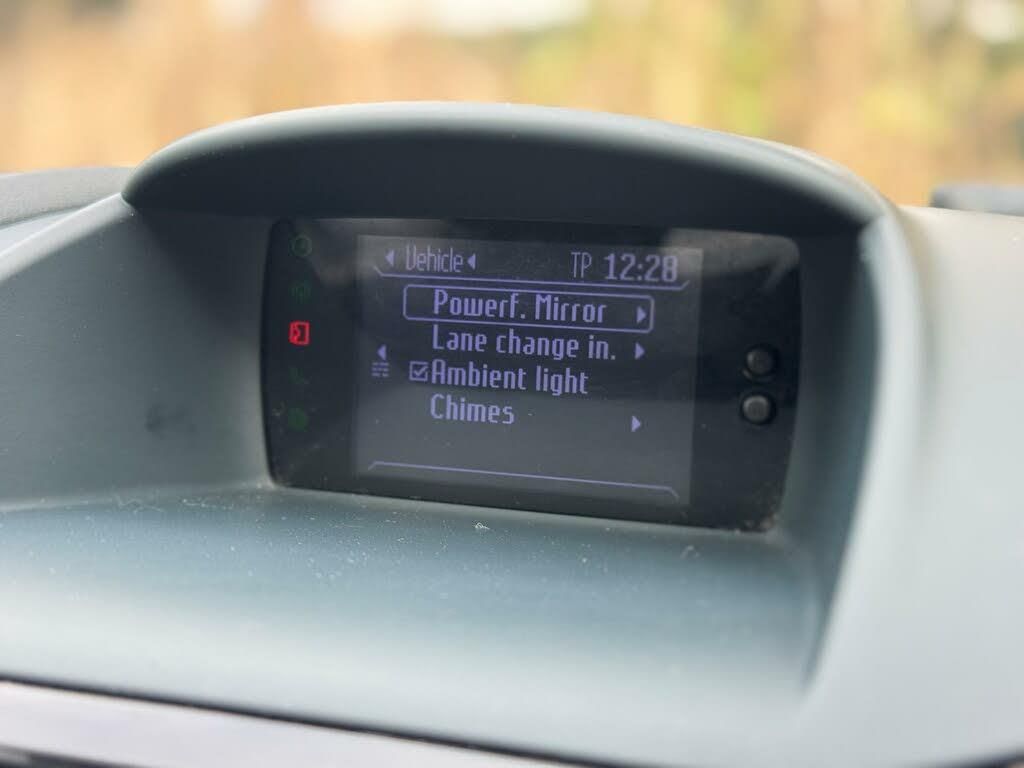 Vehicle TP 12:28
Powerf. Mirror
Lane change in.
Ambient light
Chimes